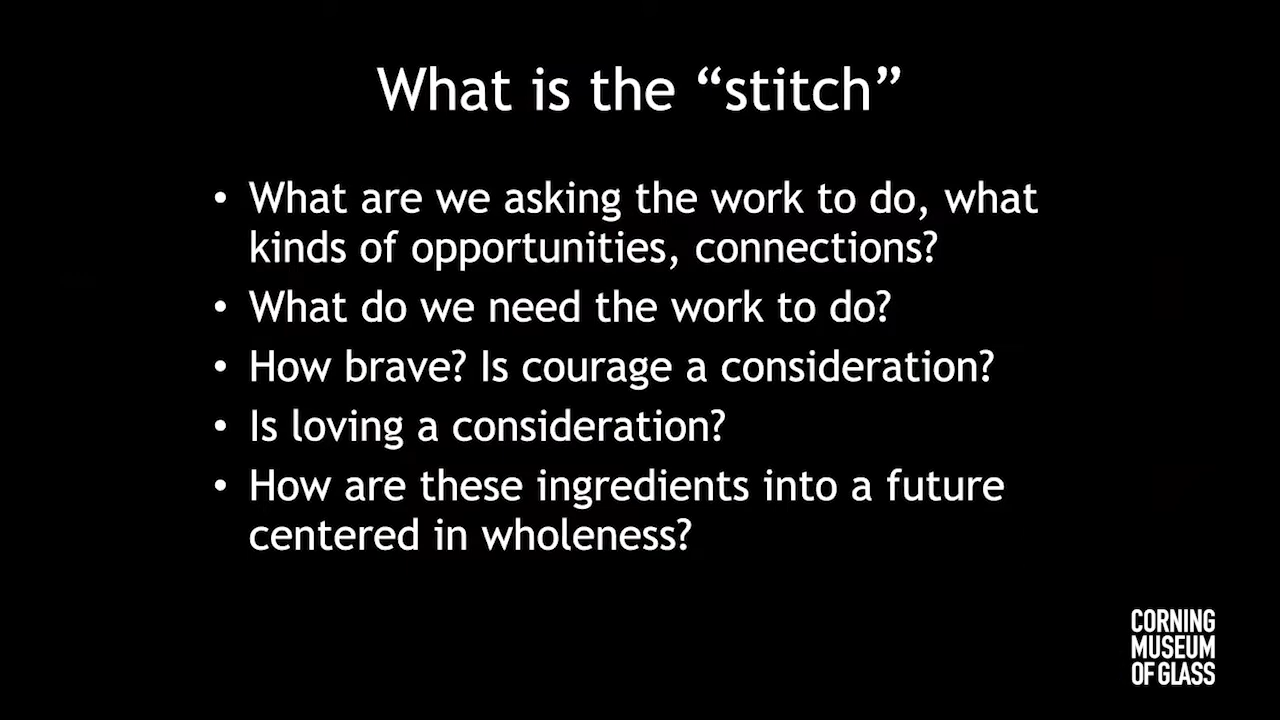 What is the “stitch”
• What are we asking the work to do, what
kinds of opportunities, connections?
• What do we need the work to do?
• How brave? Is courage a consideration?
• Is loving a consideration?
• How are these ingredients into a future
centered in wholeness?
CORNING
MUSEUM
OF GLASS